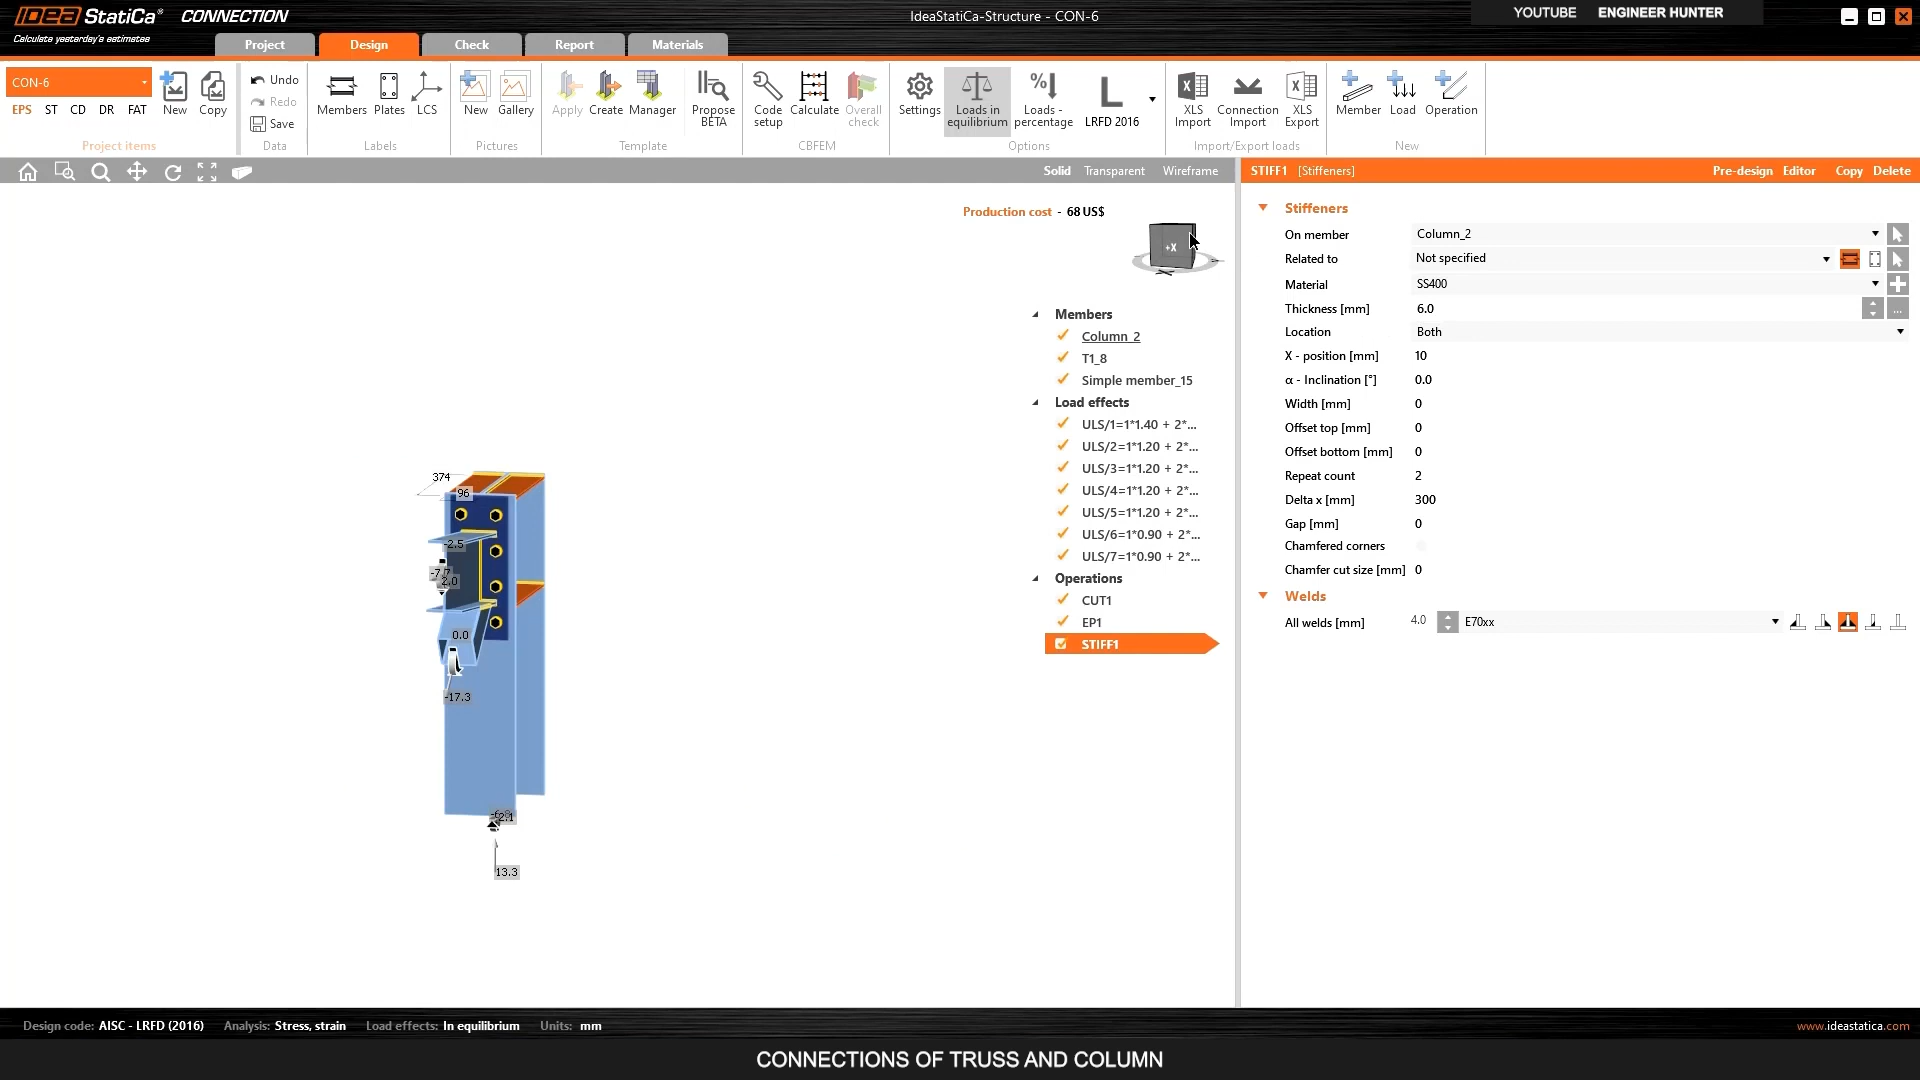 IDEA StatiCa® CONNECTION
Calculate yesterday's estimates
IdeaStatiCa-Structure - CON-6
YOUTUBE ENGINEER HUNTER
Project Design Check Report Materials
CON-6
EPS ST CD DR FAT
New Copy
Project items
Undo
Redo
Save
Data
Members Plates LCS
Labels
New Gallery
Pictures
Apply Create Manager Propose BETA
Template
Code setup Calculate Overall check
CBFEM
Settings Loads in equilibrium Loads - percentage LRFD 2016
Options
XLS Import Connection Import XLS Export
Import/Export loads
Member Load Operation
New
Solid Transparent Wireframe
Production cost - 68 US$
+X
Members
Column_2
T1_8
Simple member_15
Load effects
ULS/1=1*1.40 + 2*...
ULS/2=1*1.20 + 2*...
ULS/3=1*1.20 + 2*...
ULS/4=1*1.20 + 2*...
ULS/5=1*1.20 + 2*...
ULS/6=1*0.90 + 2*...
ULS/7=1*0.90 + 2*...
Operations
CUT1
EP1
STIFF1
374
96
-2.5
2.0
0.0
-17.3
13.3
STIFF1 [Stiffeners] Pre-design Editor Copy Delete
Stiffeners
On member Column_2
Related to Not specified
Material SS400
Thickness [mm] 6.0
Location Both
X - position [mm] 10
α - Inclination [°] 0.0
Width [mm] 0
Offset top [mm] 0
Offset bottom [mm] 0
Repeat count 2
Delta x [mm] 300
Gap [mm] 0
Chamfered corners
Chamfer cut size [mm] 0
Welds
All welds [mm] 4.0 E70xx
Design code: AISC - LRFD (2016) Analysis: Stress, strain Load effects: In equilibrium Units: mm
www.ideastatica.com
CONNECTIONS OF TRUSS AND COLUMN